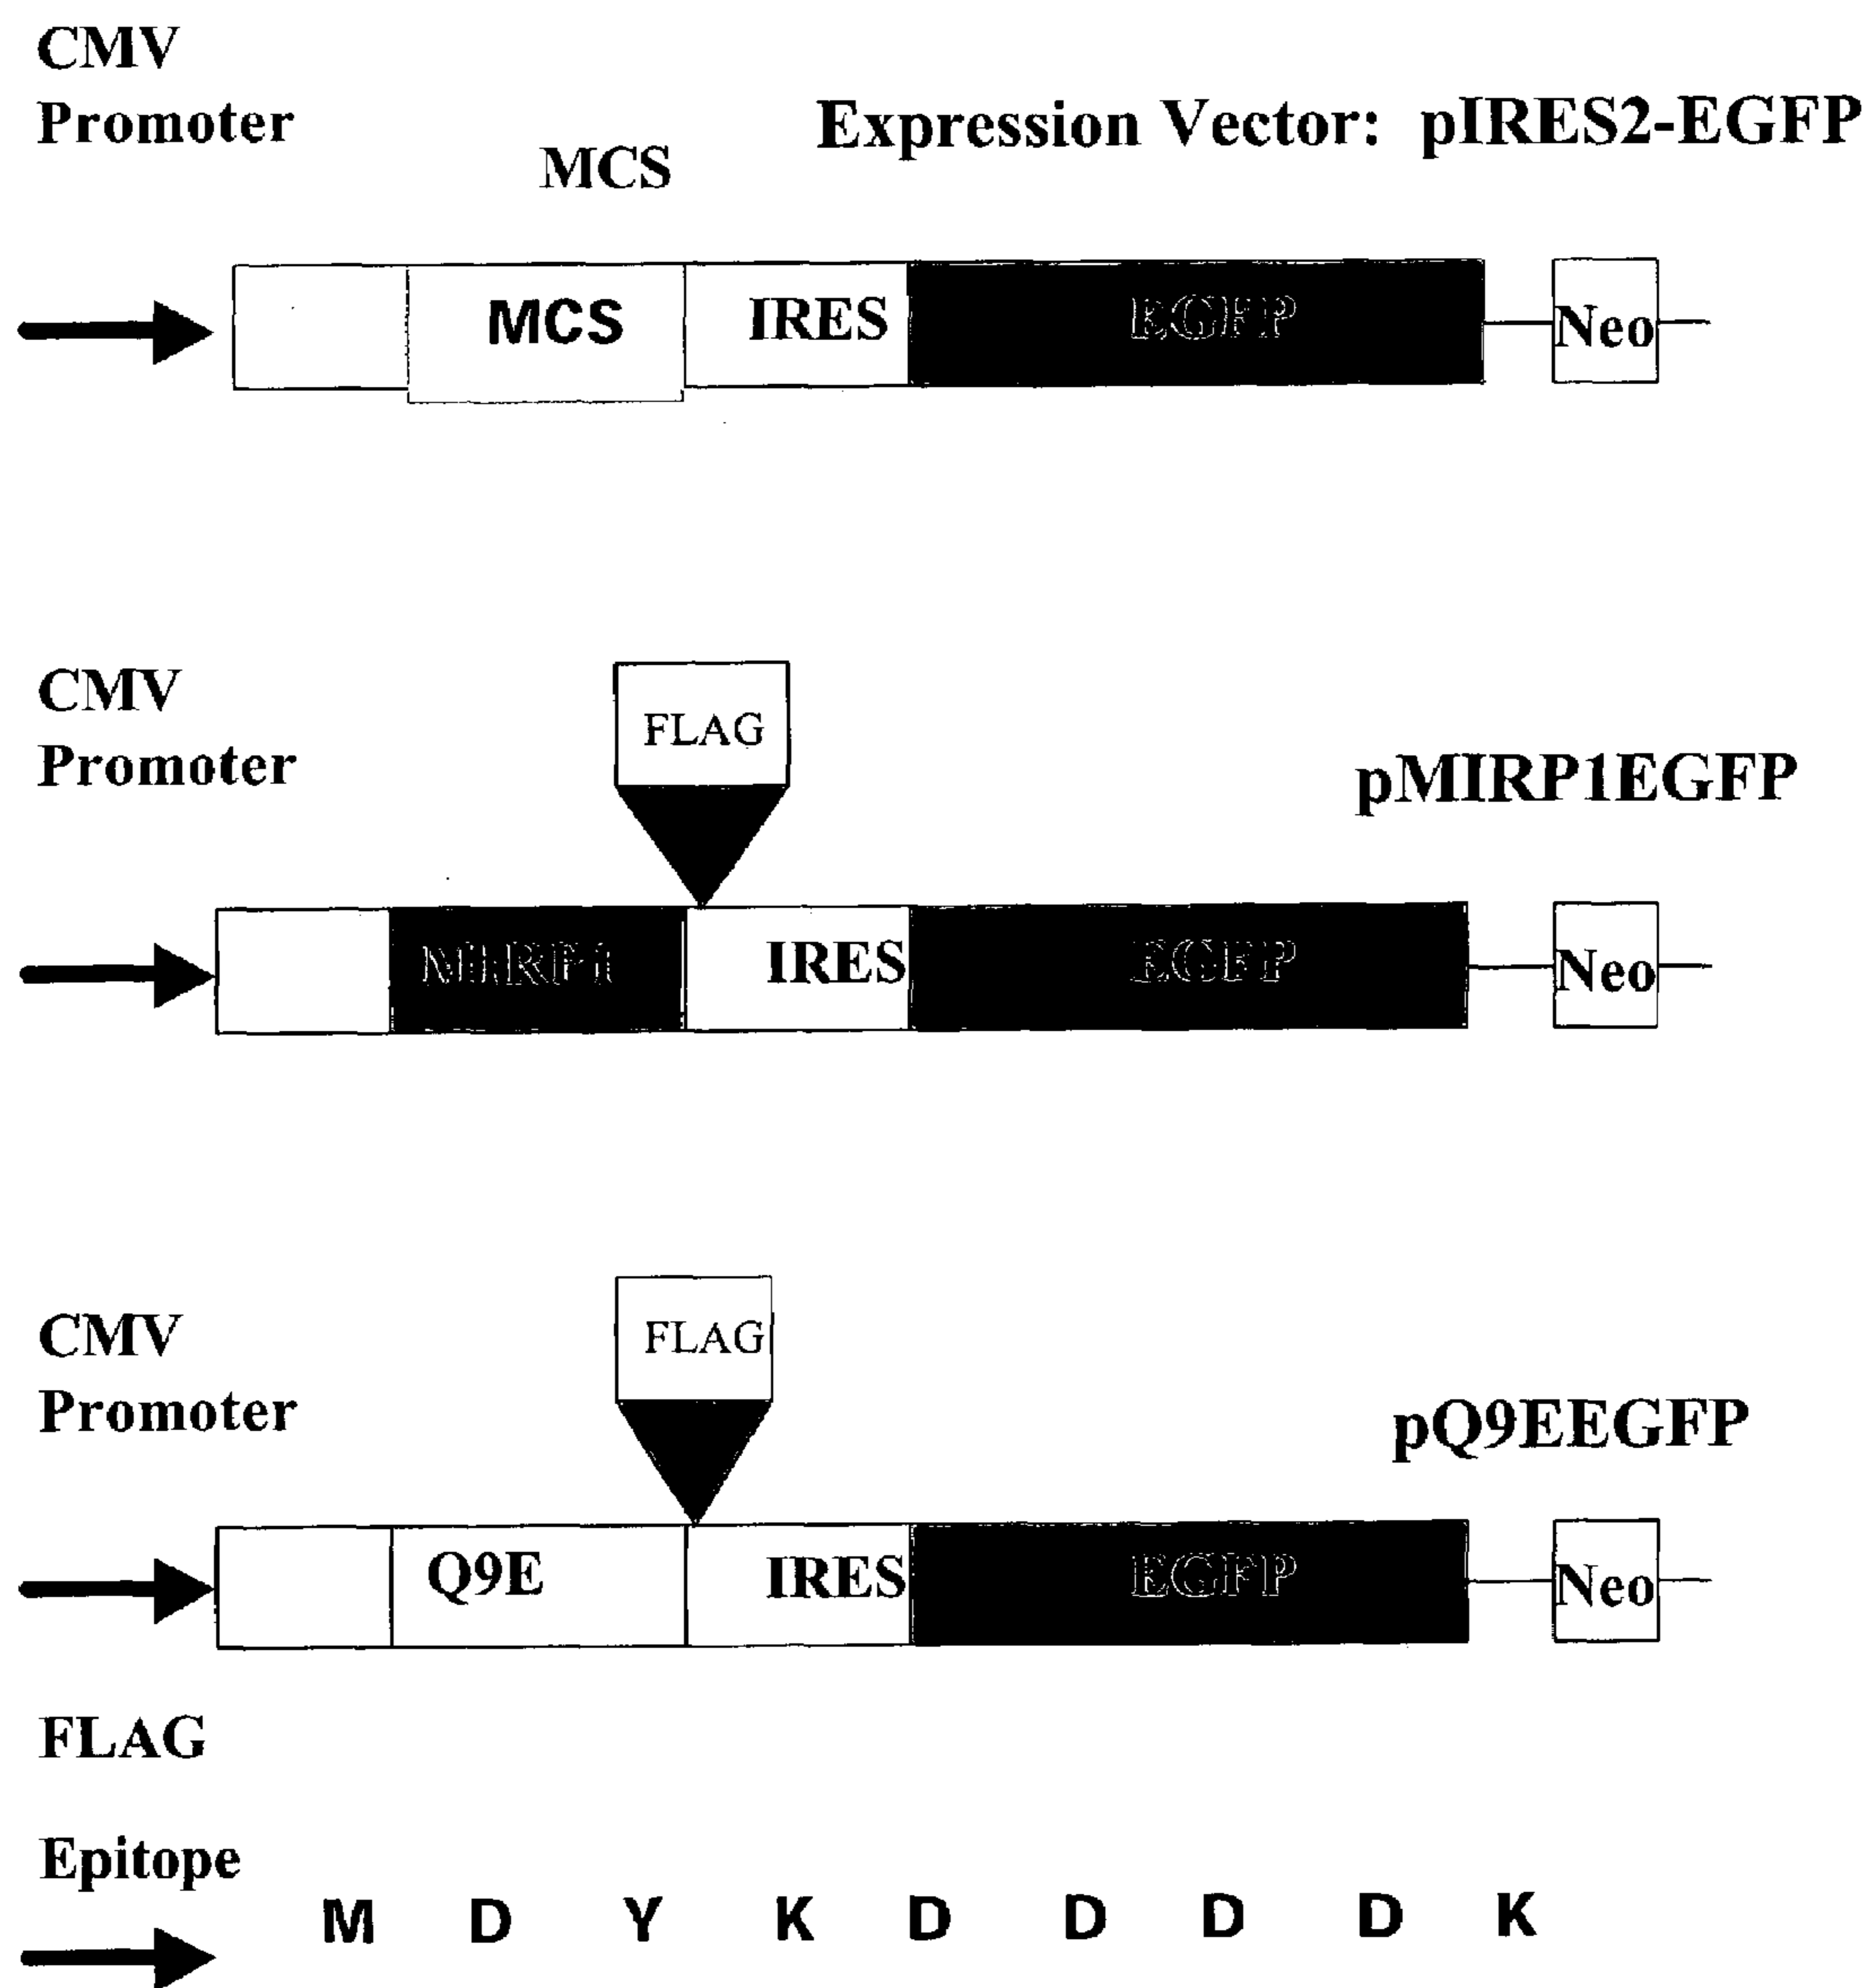 CMV
Promoter
Expression Vector: pIRES2-EGFP
MCS
MCS
IRES
EGFP
Neo
CMV
Promoter
FLAG
pMIRP1EGFP
MIRP1
IRES
EGFP
Neo
CMV
Promoter
FLAG
pQ9EEGFP
Q9E
IRES
EGFP
Neo
FLAG
Epitope
M D Y K D D D D K